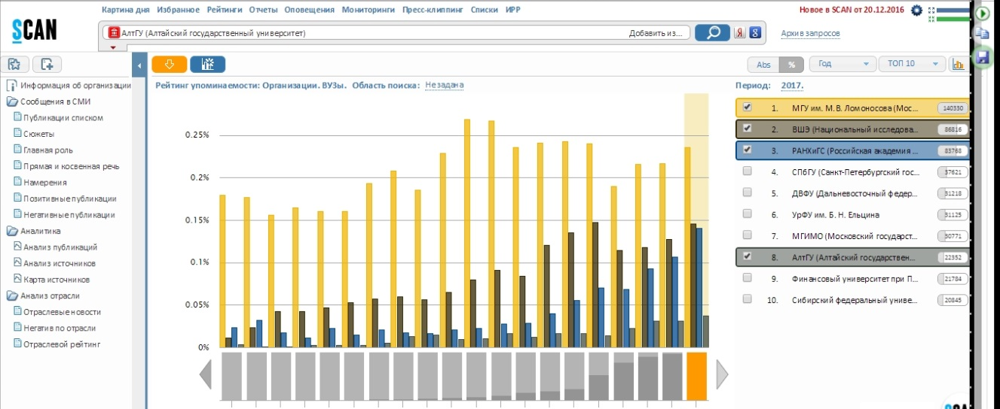 Картина дня Избранное Рейтинги Отчеты Оповещения Мониторинги Пресс-клиппинг Списки ИРР
Новое в SCAN от 20.12.2016
SCAN
АлтГУ (Алтайский государственный университет)
Добавить из...
Я
g
Архив запросов
Abs
%
Год
ТОП 10
Рейтинг упоминаемости: Организации. ВУЗы. Область поиска: Не задана
Период: 2017.
Информация об организации
Сообщения в СМИ
Публикации списком
Сюжеты
Главная роль
Прямая и косвенная речь
Намерения
Позитивные публикации
Негативные публикации
Аналитика
Анализ публикаций
Анализ источников
Карта источников
Анализ отрасли
Отраслевые новости
Негатив по отрасли
Отраслевой рейтинг
0.25%
0.2%
0.15%
0.1%
0.05%
0%
1. МГУ им. М. В. Ломоносова (Мос... 140330
2. ВШЭ (Национальный исследова... 86816
3. РАНХиГС (Российская академия ... 83768
4. СПбГУ (Санкт-Петербургский гос... 37621
5. ДВФУ (Дальневосточный федер... 31218
6. УрФУ им. Б. Н. Ельцина 31125
7. МГИМО (Московский государст... 30771
8. АлтГУ (Алтайский государствен... 22352
9. Финансовый университет при П... 21784
10. Сибирский федеральный униве... 20845